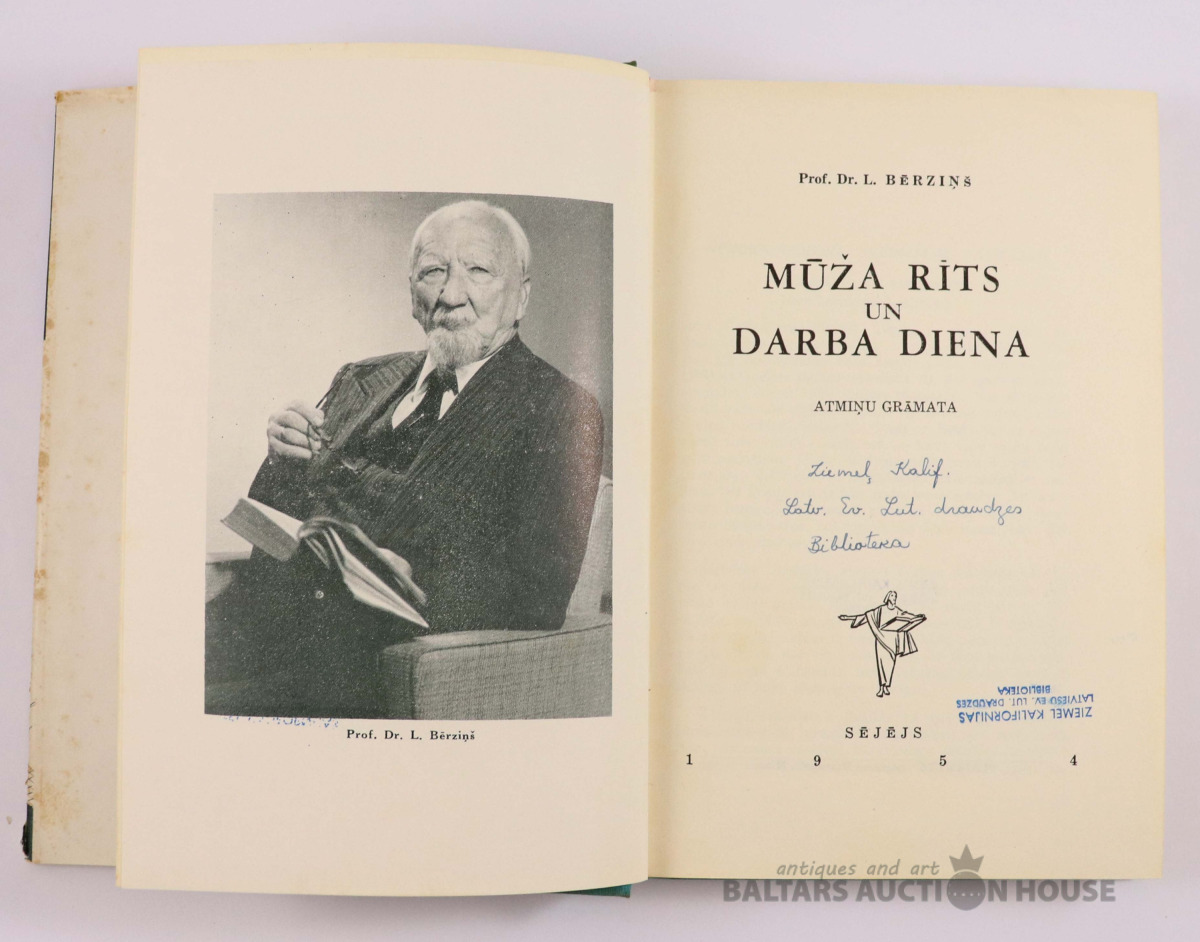 Prof. Dr. L. Bērziņš
Prof. Dr. L. BĒRZIŅŠ
MŪŽA RĪTS
UN
DARBA DIENA
ATMIŅU GRĀMATA
Ziemeļ Kalif.
Latv. Ev. Lut. draudzes
Biblioteka
ZIEMEL KALIFORNIJAS
LATVIEŠU EV. LUT. DRAUDZES
BIBLIOTEKA
SĒJĒJS
1 9 5 4
antiques and art
BALTARS AUCTION HOUSE